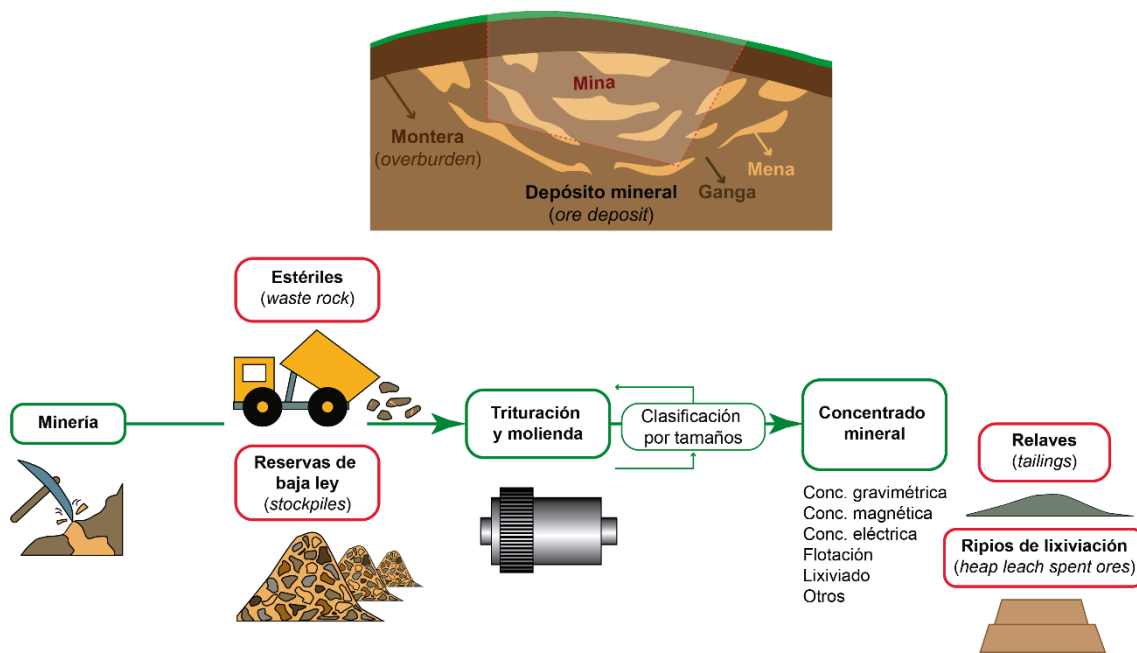 Mina
Montera
(overburden)
Mena
Ganga
Depósito mineral
(ore deposit)
Estériles
(waste rock)
Minería
Reservas de
baja ley
(stockpiles)
Trituración
y molienda
Clasificación
por tamaños
Concentrado
mineral
Conc. gravimétrica
Conc. magnética
Conc. eléctrica
Flotación
Lixiviado
Otros
Relaves
(tailings)
Ripios de lixiviación
(heap leach spent ores)